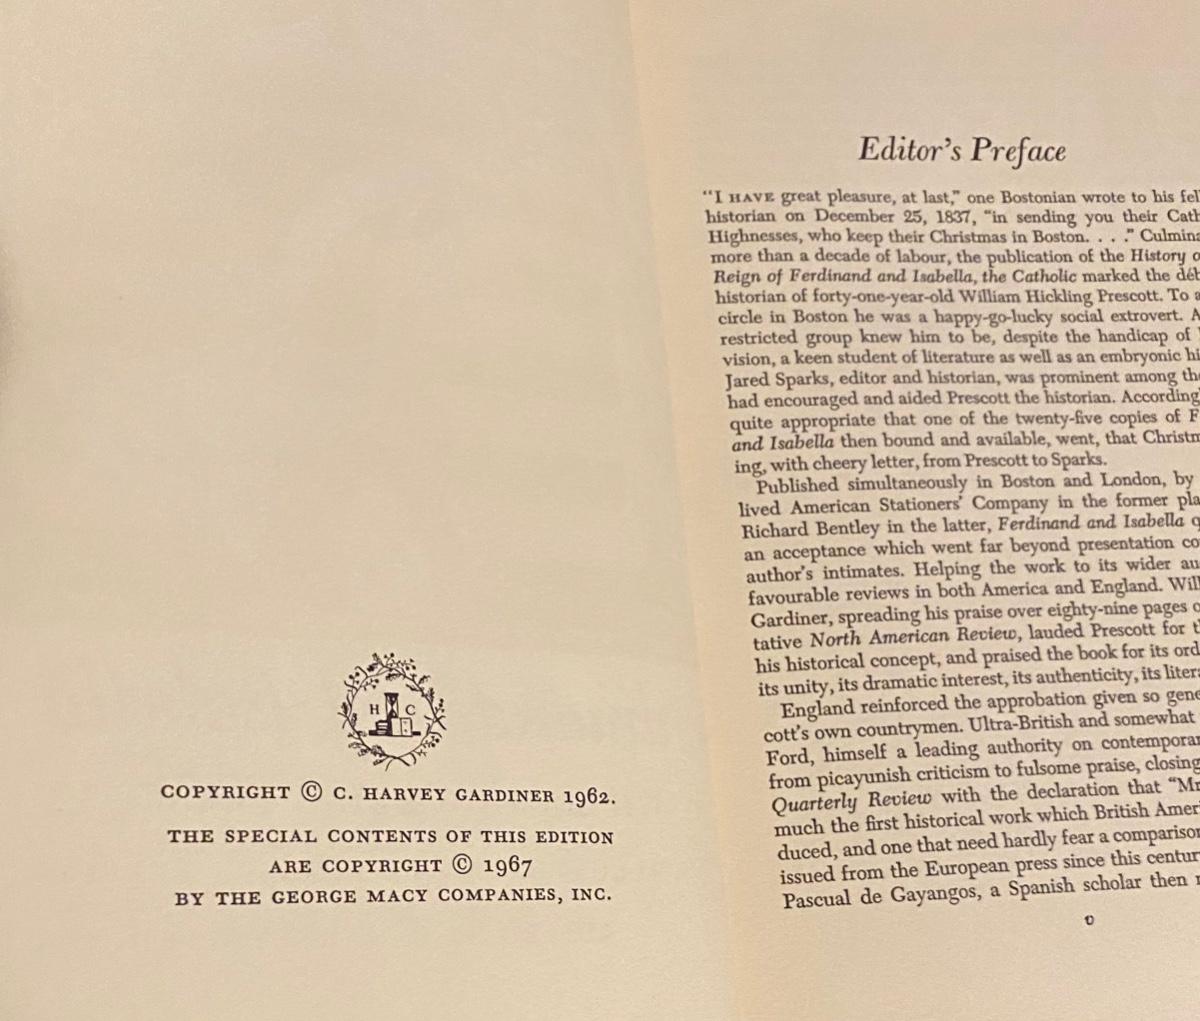 H C
COPYRIGHT © C. HARVEY GARDINER 1962.
THE SPECIAL CONTENTS OF THIS EDITION
ARE COPYRIGHT © 1967
BY THE GEORGE MACY COMPANIES, INC.
Editor's Preface
"I HAVE great pleasure, at last," one Bostonian wrote to his fel
historian on December 25, 1837, "in sending you their Cath
Highnesses, who keep their Christmas in Boston. . . ." Culmina
more than a decade of labour, the publication of the History o
Reign of Ferdinand and Isabella, the Catholic marked the déb
historian of forty-one-year-old William Hickling Prescott. To a
circle in Boston he was a happy-go-lucky social extrovert. A
restricted group knew him to be, despite the handicap of
vision, a keen student of literature as well as an embryonic hi
Jared Sparks, editor and historian, was prominent among the
had encouraged and aided Prescott the historian. According
quite appropriate that one of the twenty-five copies of F
and Isabella then bound and available, went, that Christm
ing, with cheery letter, from Prescott to Sparks.
Published simultaneously in Boston and London, by
lived American Stationers' Company in the former pla
Richard Bentley in the latter, Ferdinand and Isabella q
an acceptance which went far beyond presentation co
author's intimates. Helping the work to its wider au
favourable reviews in both America and England. Will
Gardiner, spreading his praise over eighty-nine pages o
tative North American Review, lauded Prescott for t
his historical concept, and praised the book for its ord
its unity, its dramatic interest, its authenticity, its litera
England reinforced the approbation given so gene
cott's own countrymen. Ultra-British and somewhat
Ford, himself a leading authority on contemporar
from picayunish criticism to fulsome praise, closing
Quarterly Review with the declaration that "Mr
much the first historical work which British Amer
duced, and one that need hardly fear a comparison
issued from the European press since this centur
Pascual de Gayangos, a Spanish scholar then
v